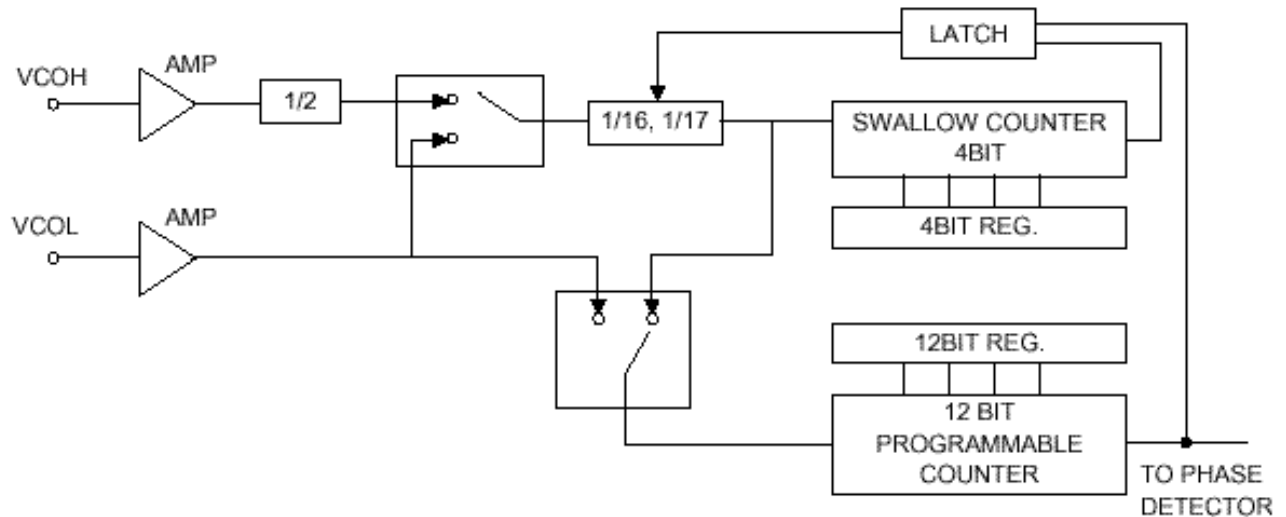 LATCH
AMP
VCOH
1/2
1/16, 1/17
SWALLOW COUNTER
4BIT
AMP
VCOL
4BIT REG.
12BIT REG.
12 BIT
PROGRAMMABLE
COUNTER
TO PHASE
DETECTOR